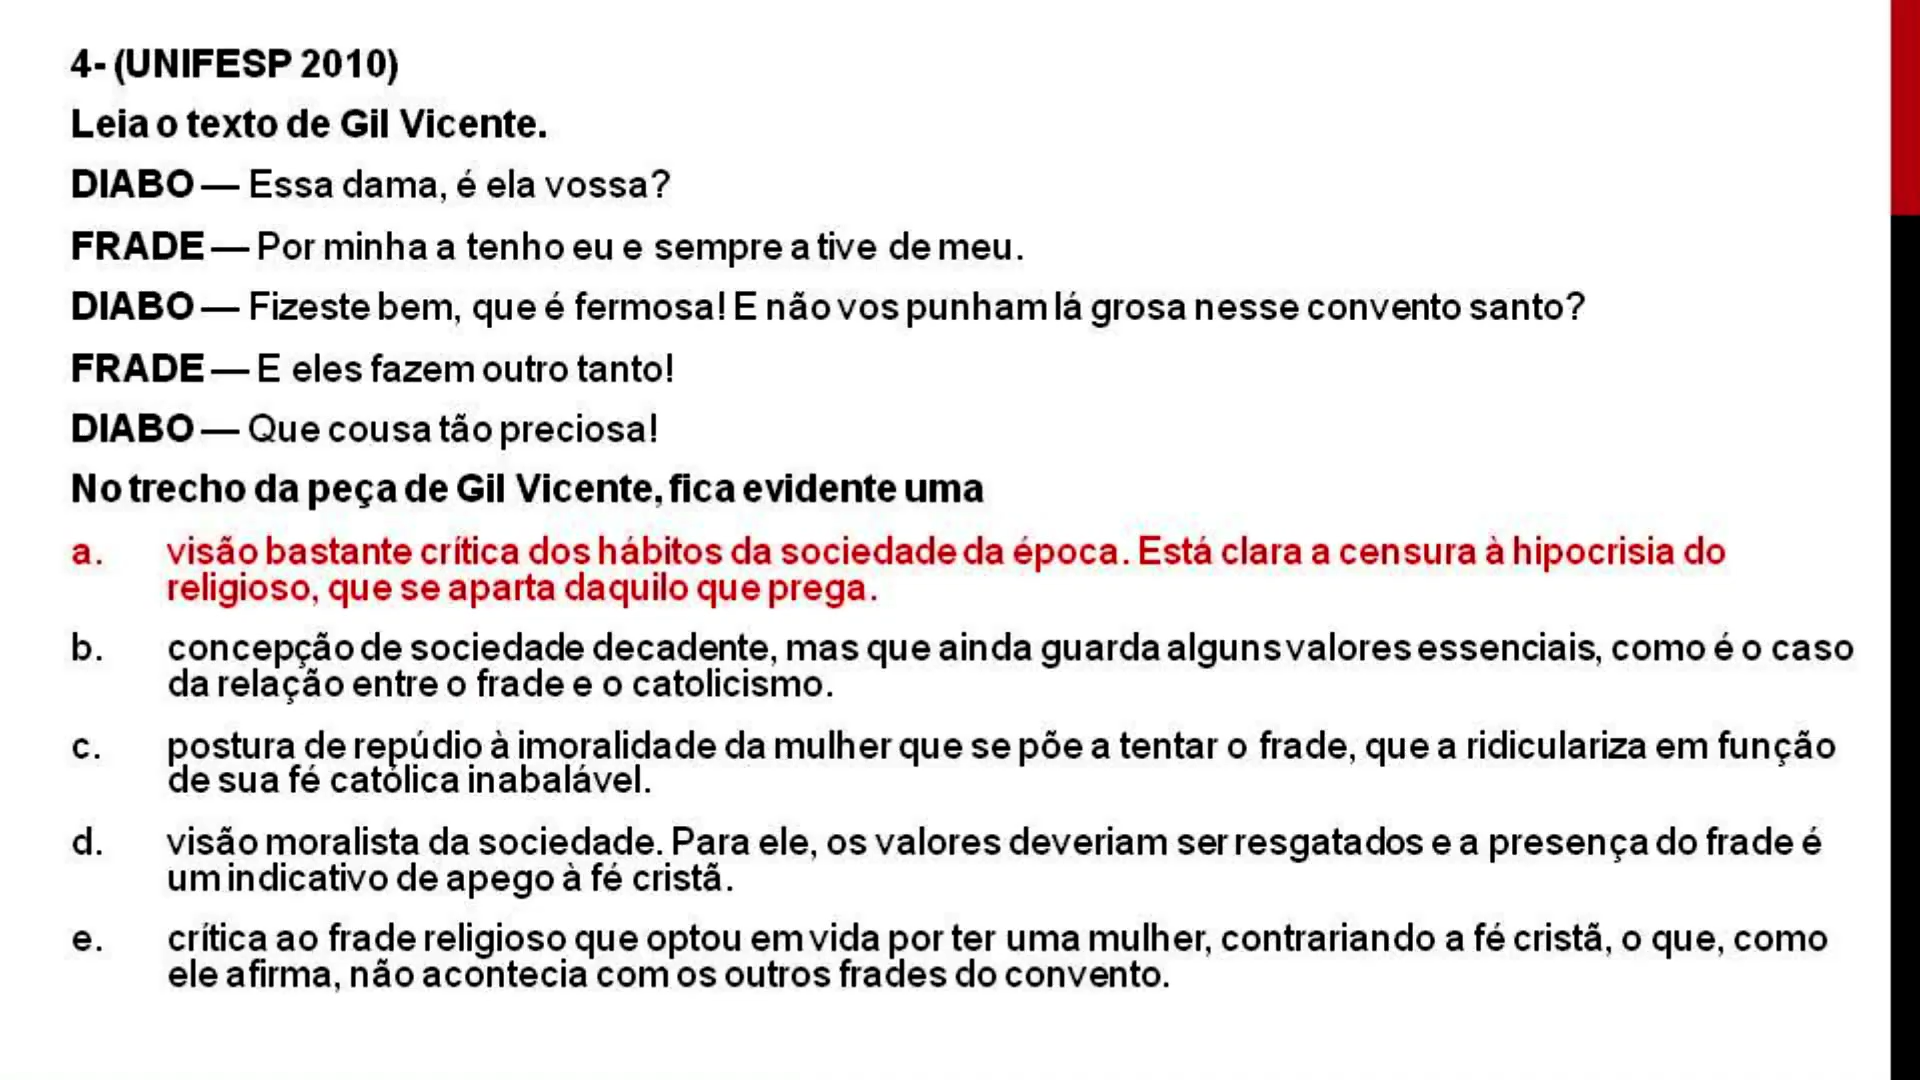 4- (UNIFESP 2010)
Leia o texto de Gil Vicente.
DIABO — Essa dama, é ela vossa?
FRADE — Por minha a tenho eu e sempre a tive de meu.
DIABO — Fizeste bem, que é fermosa! E não vos punham lá grosa nesse convento santo?
FRADE — E eles fazem outro tanto!
DIABO — Que cousa tão preciosa!
No trecho da peça de Gil Vicente, fica evidente uma
a. visão bastante crítica dos hábitos da sociedade da época. Está clara a censura à hipocrisia do
religioso, que se aparta daquilo que prega.
b. concepção de sociedade decadente, mas que ainda guarda alguns valores essenciais, como é o caso
da relação entre o frade e o catolicismo.
c. postura de repúdio à imoralidade da mulher que se põe a tentar o frade, que a ridiculariza em função
de sua fé católica inabalável.
d. visão moralista da sociedade. Para ele, os valores deveriam ser resgatados e a presença do frade é
um indicativo de apego à fé cristã.
e. crítica ao frade religioso que optou em vida por ter uma mulher, contrariando a fé cristã, o que, como
ele afirma, não acontecia com os outros frades do convento.